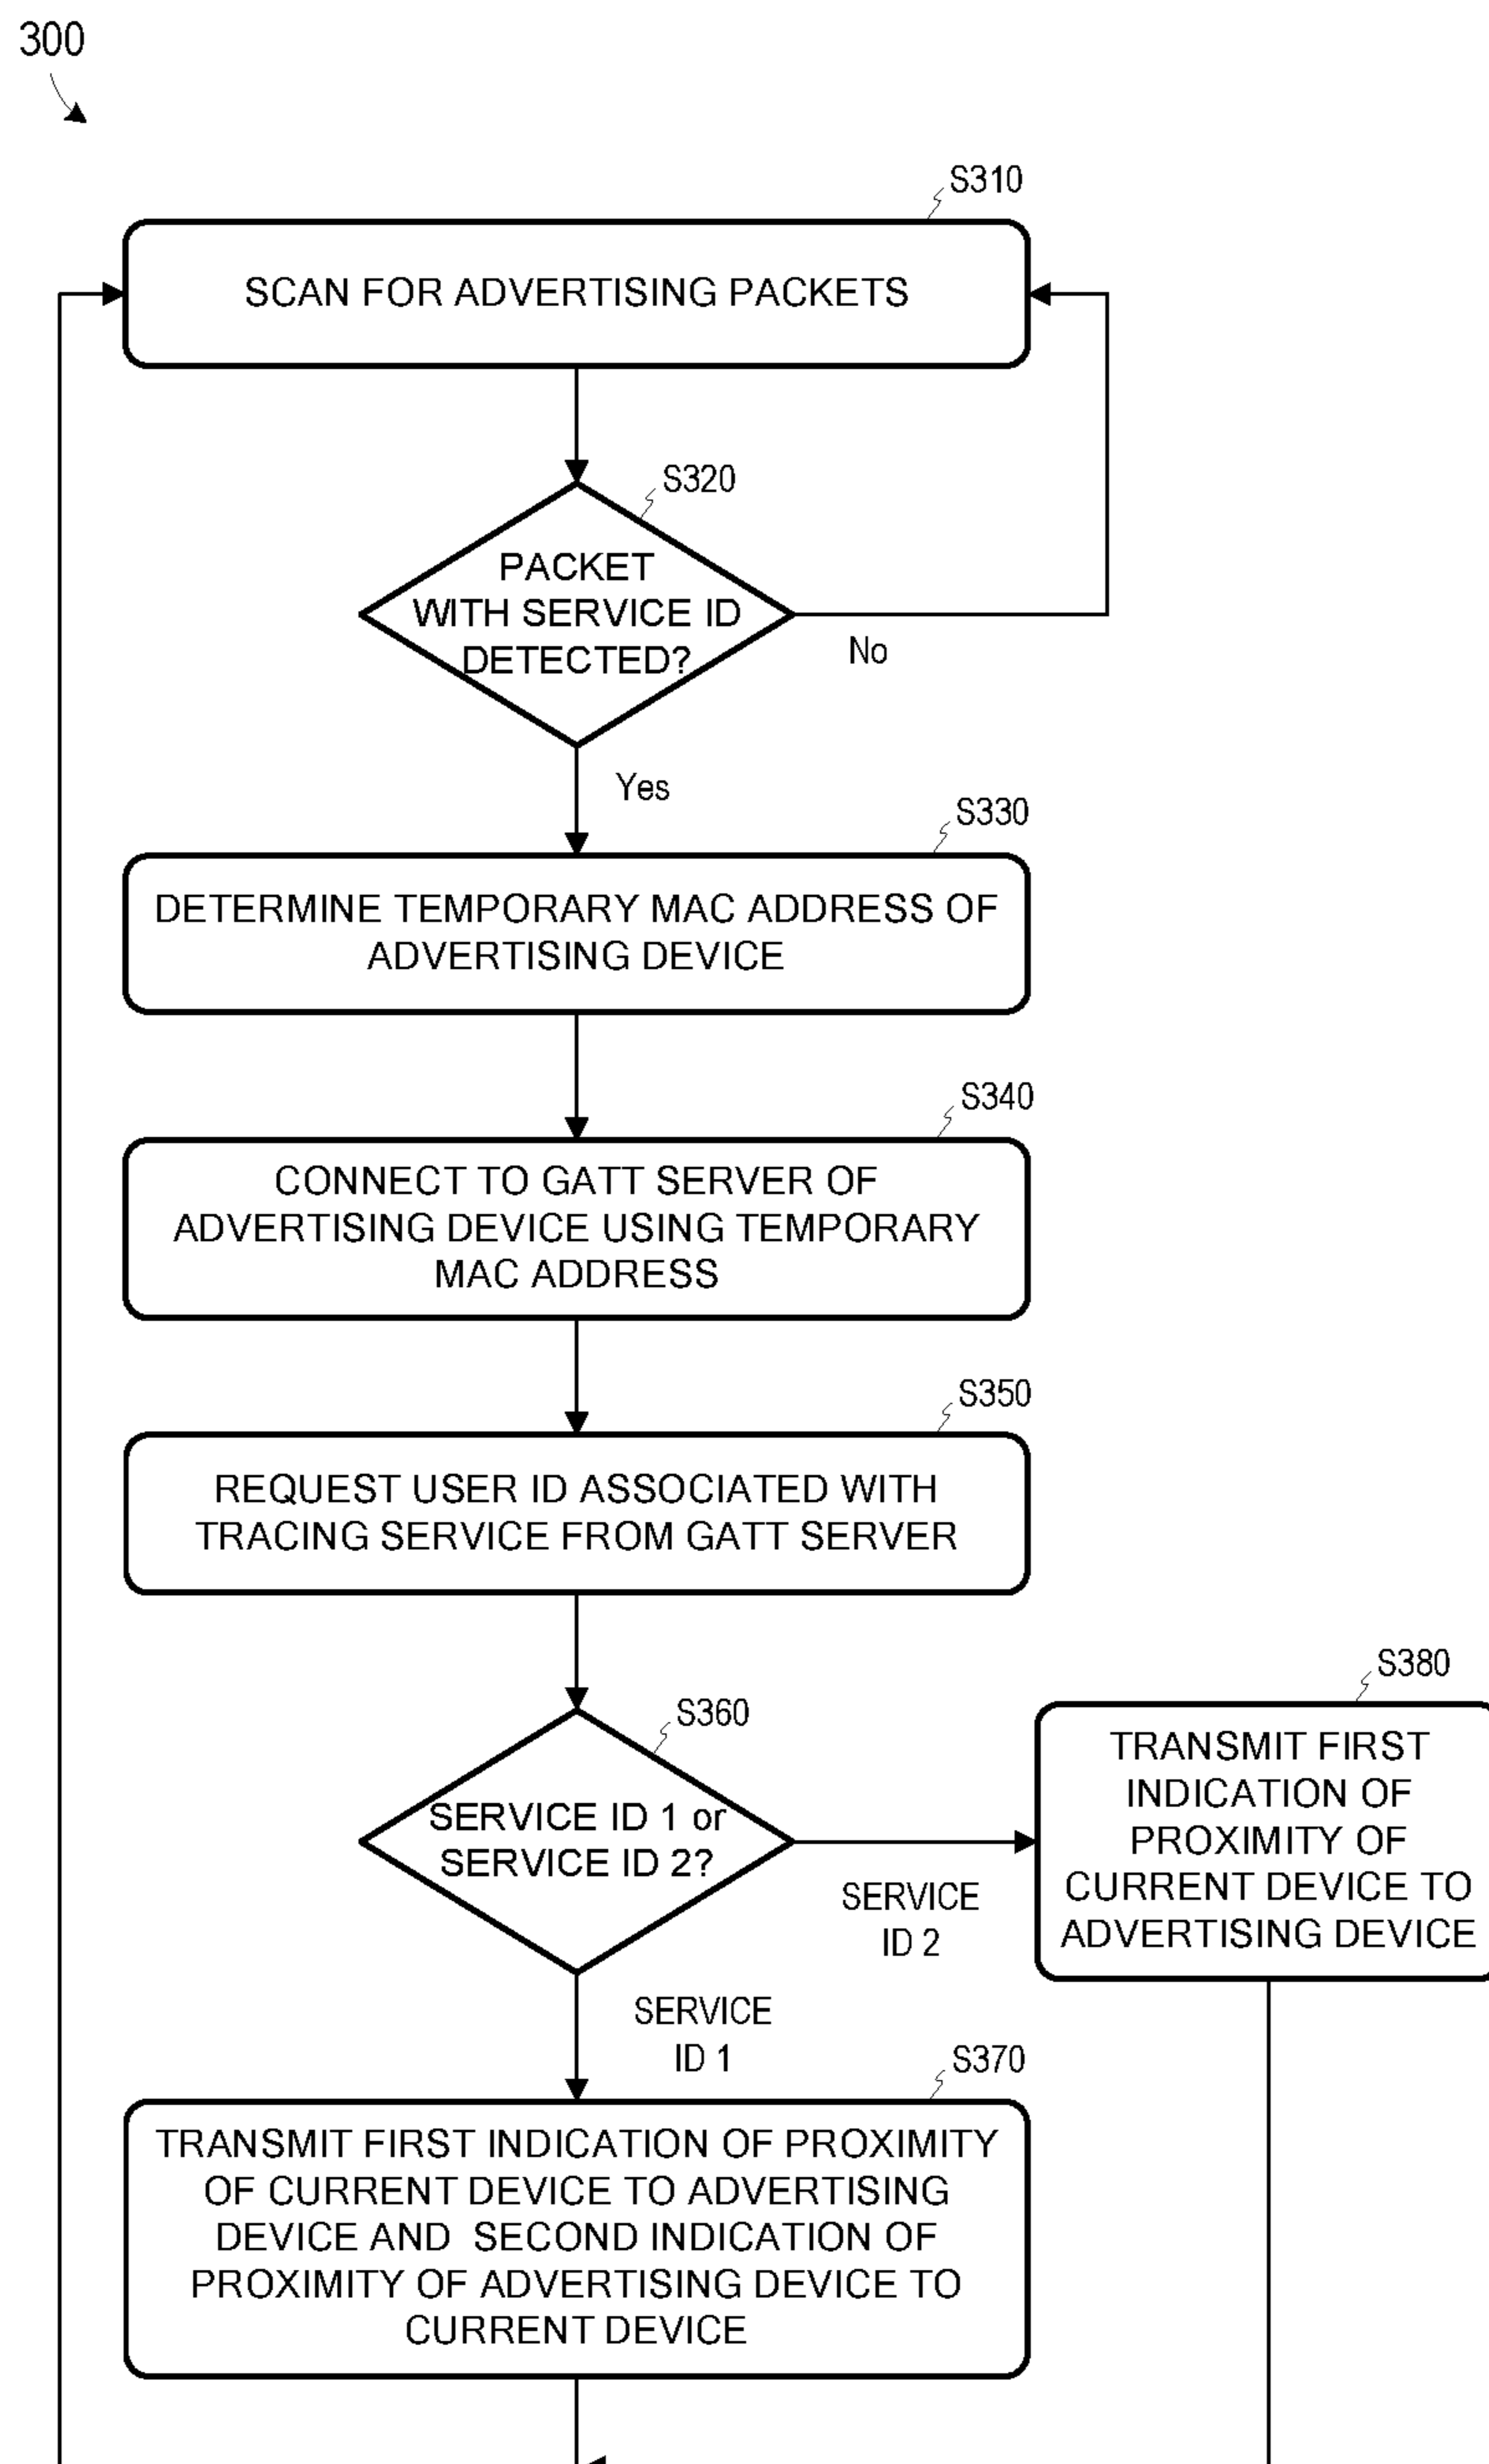 300
S310
SCAN FOR ADVERTISING PACKETS
S320
PACKET
WITH SERVICE ID
DETECTED?
No
Yes
S330
DETERMINE TEMPORARY MAC ADDRESS OF
ADVERTISING DEVICE
S340
CONNECT TO GATT SERVER OF
ADVERTISING DEVICE USING TEMPORARY
MAC ADDRESS
S350
REQUEST USER ID ASSOCIATED WITH
TRACING SERVICE FROM GATT SERVER
S360
SERVICE ID 1 or
SERVICE ID 2?
SERVICE
ID 2
S380
TRANSMIT FIRST
INDICATION OF
PROXIMITY OF
CURRENT DEVICE TO
ADVERTISING DEVICE
SERVICE
ID 1
S370
TRANSMIT FIRST INDICATION OF PROXIMITY
OF CURRENT DEVICE TO ADVERTISING
DEVICE AND SECOND INDICATION OF
PROXIMITY OF ADVERTISING DEVICE TO
CURRENT DEVICE